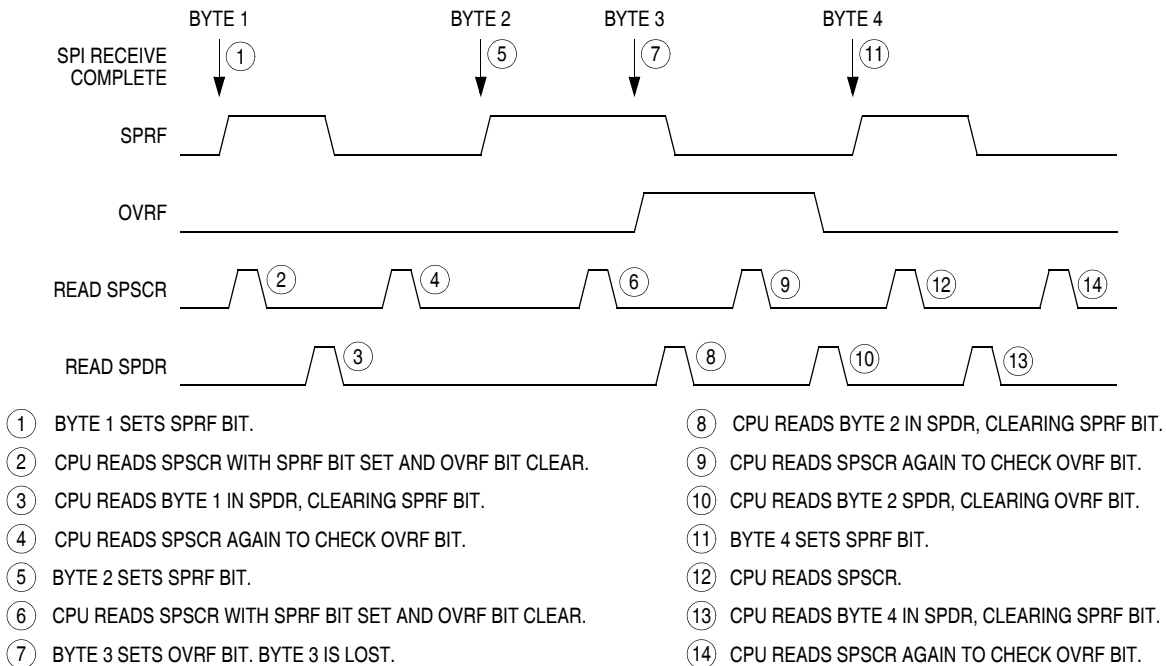 BYTE 1 BYTE 2 BYTE 3 BYTE 4
SPI RECEIVE
COMPLETE
1 5 7 11
SPRF
OVRF
READ SPSCR
2 4 6 9 12 14
READ SPDR
3 8 10 13
1 BYTE 1 SETS SPRF BIT.
2 CPU READS SPSCR WITH SPRF BIT SET AND OVRF BIT CLEAR.
3 CPU READS BYTE 1 IN SPDR, CLEARING SPRF BIT.
4 CPU READS SPSCR AGAIN TO CHECK OVRF BIT.
5 BYTE 2 SETS SPRF BIT.
6 CPU READS SPSCR WITH SPRF BIT SET AND OVRF BIT CLEAR.
7 BYTE 3 SETS OVRF BIT. BYTE 3 IS LOST.
8 CPU READS BYTE 2 IN SPDR, CLEARING SPRF BIT.
9 CPU READS SPSCR AGAIN TO CHECK OVRF BIT.
10 CPU READS BYTE 2 SPDR, CLEARING OVRF BIT.
11 BYTE 4 SETS SPRF BIT.
12 CPU READS SPSCR.
13 CPU READS BYTE 4 IN SPDR, CLEARING SPRF BIT.
14 CPU READS SPSCR AGAIN TO CHECK OVRF BIT.